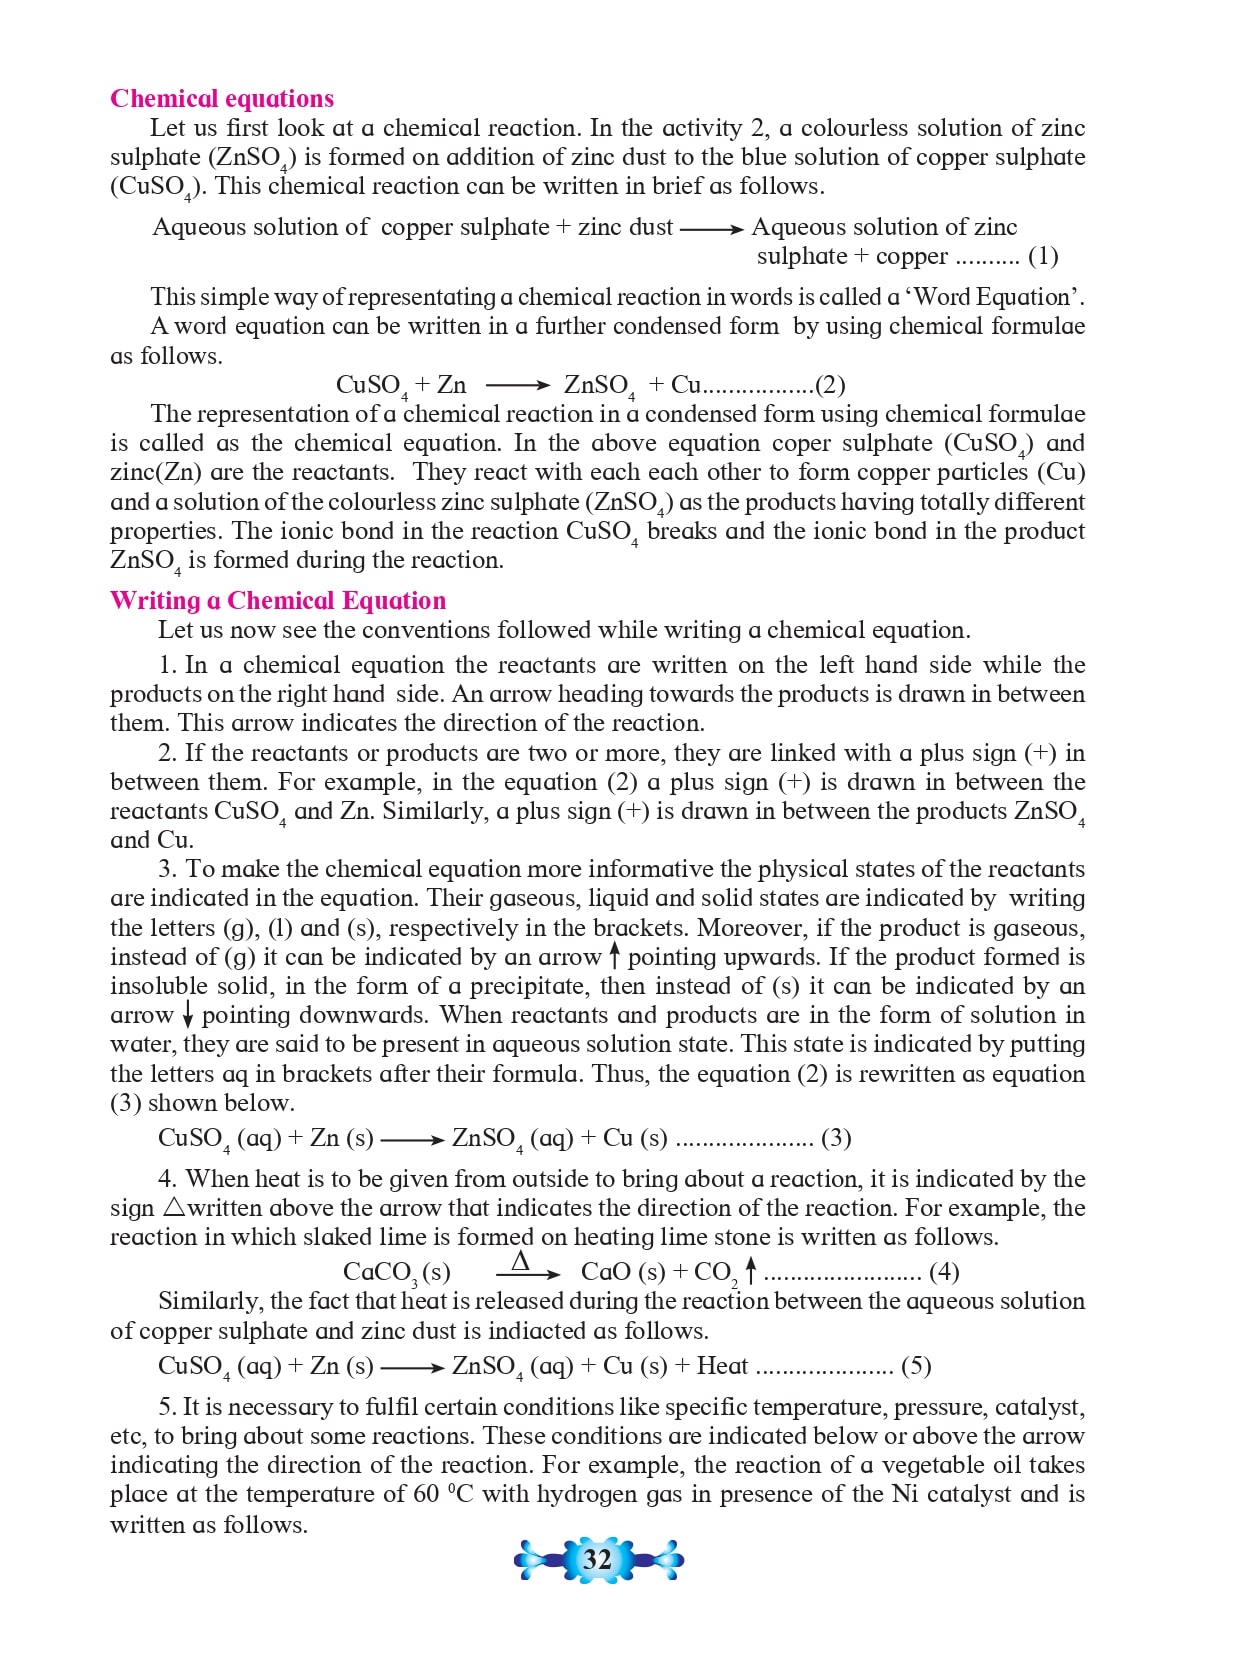 Chemical equations
Let us first look at a chemical reaction. In the activity 2, a colourless solution of zinc
sulphate (ZnSO₄) is formed on addition of zinc dust to the blue solution of copper sulphate
(CuSO₄). This chemical reaction can be written in brief as follows.
Aqueous solution of copper sulphate + zinc dust ⟶ Aqueous solution of zinc
sulphate + copper .......... (1)
This simple way of representating a chemical reaction in words is called a ‘Word Equation’.
A word equation can be written in a further condensed form by using chemical formulae
as follows.
CuSO₄ + Zn ⟶ ZnSO₄ + Cu.................(2)
The representation of a chemical reaction in a condensed form using chemical formulae
is called as the chemical equation. In the above equation coper sulphate (CuSO₄) and
zinc(Zn) are the reactants. They react with each each other to form copper particles (Cu)
and a solution of the colourless zinc sulphate (ZnSO₄) as the products having totally different
properties. The ionic bond in the reaction CuSO₄ breaks and the ionic bond in the product
ZnSO₄ is formed during the reaction.
Writing a Chemical Equation
Let us now see the conventions followed while writing a chemical equation.
1. In a chemical equation the reactants are written on the left hand side while the
products on the right hand side. An arrow heading towards the products is drawn in between
them. This arrow indicates the direction of the reaction.
2. If the reactants or products are two or more, they are linked with a plus sign (+) in
between them. For example, in the equation (2) a plus sign (+) is drawn in between the
reactants CuSO₄ and Zn. Similarly, a plus sign (+) is drawn in between the products ZnSO₄
and Cu.
3. To make the chemical equation more informative the physical states of the reactants
are indicated in the equation. Their gaseous, liquid and solid states are indicated by writing
the letters (g), (l) and (s), respectively in the brackets. Moreover, if the product is gaseous,
instead of (g) it can be indicated by an arrow ↑ pointing upwards. If the product formed is
insoluble solid, in the form of a precipitate, then instead of (s) it can be indicated by an
arrow ↓ pointing downwards. When reactants and products are in the form of solution in
water, they are said to be present in aqueous solution state. This state is indicated by putting
the letters aq in brackets after their formula. Thus, the equation (2) is rewritten as equation
(3) shown below.
CuSO₄ (aq) + Zn (s) ⟶ ZnSO₄ (aq) + Cu (s) ..................... (3)
4. When heat is to be given from outside to bring about a reaction, it is indicated by the
sign △written above the arrow that indicates the direction of the reaction. For example, the
reaction in which slaked lime is formed on heating lime stone is written as follows.
Δ
CaCO₃ (s) ⟶ CaO (s) + CO₂ ↑ ........................ (4)
Similarly, the fact that heat is released during the reaction between the aqueous solution
of copper sulphate and zinc dust is indiacted as follows.
CuSO₄ (aq) + Zn (s) ⟶ ZnSO₄ (aq) + Cu (s) + Heat ..................... (5)
5. It is necessary to fulfil certain conditions like specific temperature, pressure, catalyst,
etc, to bring about some reactions. These conditions are indicated below or above the arrow
indicating the direction of the reaction. For example, the reaction of a vegetable oil takes
place at the temperature of 60 ⁰C with hydrogen gas in presence of the Ni catalyst and is
written as follows.
32